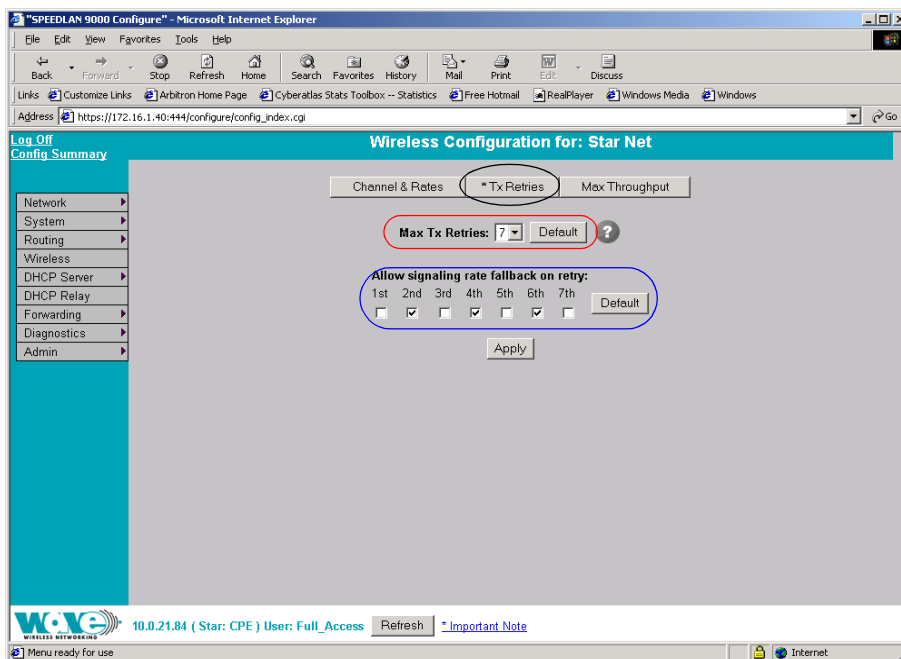 "SPEEDLAN 9000 Configure" - Microsoft Internet Explorer
File Edit View Favorites Tools Help
Back Forward Stop Refresh Home Search Favorites History Mail Print Edit Discuss
Links Customize Links Arbitron Home Page Cyberatlas Stats Toolbox -- Statistics Free Hotmail RealPlayer Windows Media Windows
Address https://172.16.1.40:444/configure/config_index.cgi Go
Log Off
Config Summary
Wireless Configuration for: Star Net
Channel & Rates * Tx Retries Max Throughput
Network
System
Routing
Wireless
DHCP Server
DHCP Relay
Forwarding
Diagnostics
Admin
Max Tx Retries: 7 Default ?
Allow signaling rate fallback on retry:
1st 2nd 3rd 4th 5th 6th 7th
Default
Apply
WAVE
WIRELESS NETWORKING
10.0.21.84 ( Star: CPE ) User: Full_Access Refresh * Important Note
Menu ready for use Internet